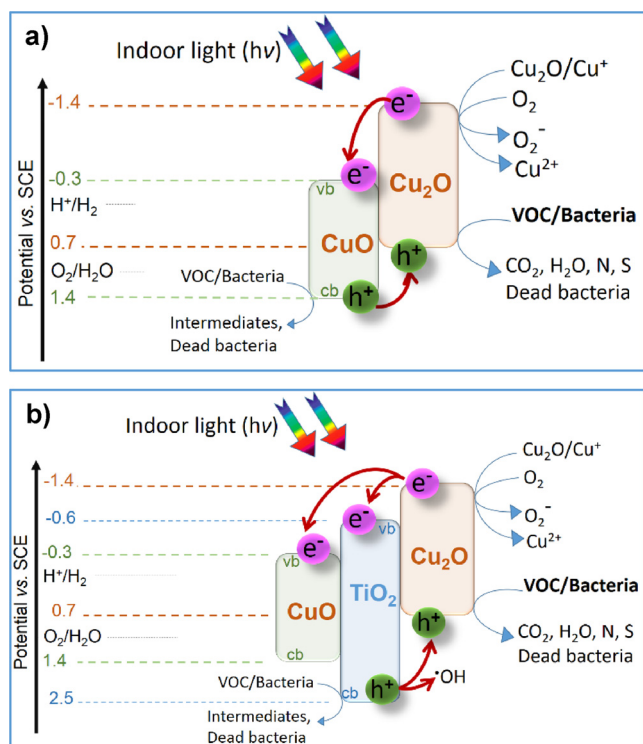 a)
Indoor light (hν)
Potential vs. SCE
-1.4
-0.3
H⁺/H₂
0.7
O₂/H₂O
1.4
e⁻
e⁻
vb
CuO
cb
h⁺
Cu₂O
h⁺
VOC/Bacteria
Intermediates,
Dead bacteria
Cu₂O/Cu⁺
O₂
O₂⁻
Cu²⁺
VOC/Bacteria
CO₂, H₂O, N, S
Dead bacteria
b)
Indoor light (hν)
Potential vs. SCE
-1.4
-0.6
-0.3
H⁺/H₂
0.7
O₂/H₂O
1.4
2.5
e⁻
e⁻
e⁻
vb
CuO
cb
vb
TiO₂
cb
h⁺
Cu₂O
h⁺
•OH
VOC/Bacteria
Intermediates,
Dead bacteria
Cu₂O/Cu⁺
O₂
O₂⁻
Cu²⁺
VOC/Bacteria
CO₂, H₂O, N, S
Dead bacteria